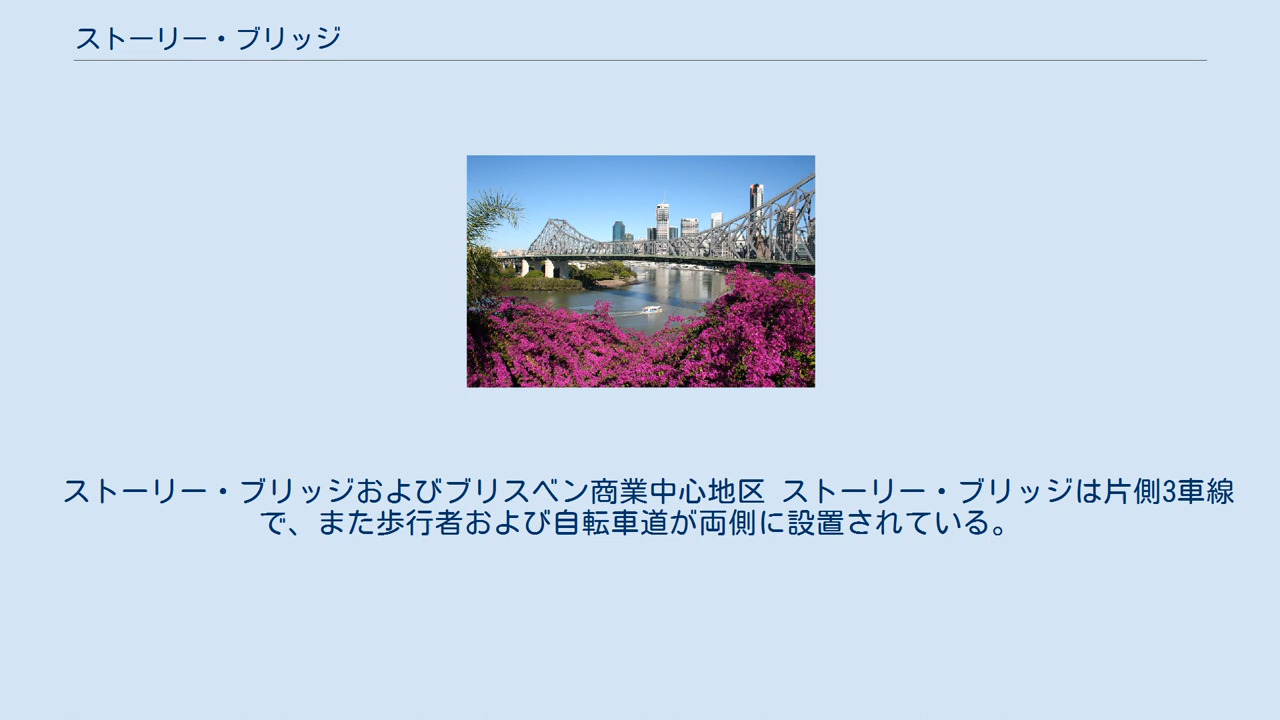 ストーリー・ブリッジ
ストーリー・ブリッジおよびブリスベン商業中心地区 ストーリー・ブリッジは片側3車線
で、また歩行者および自転車道が両側に設置されている。